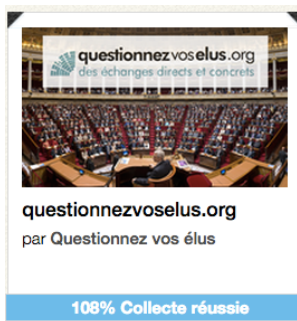 questionnezvoselus.org
des échanges directs et concrets
questionnezvoselus.org
par Questionnez vos élus
108% Collecte réussie